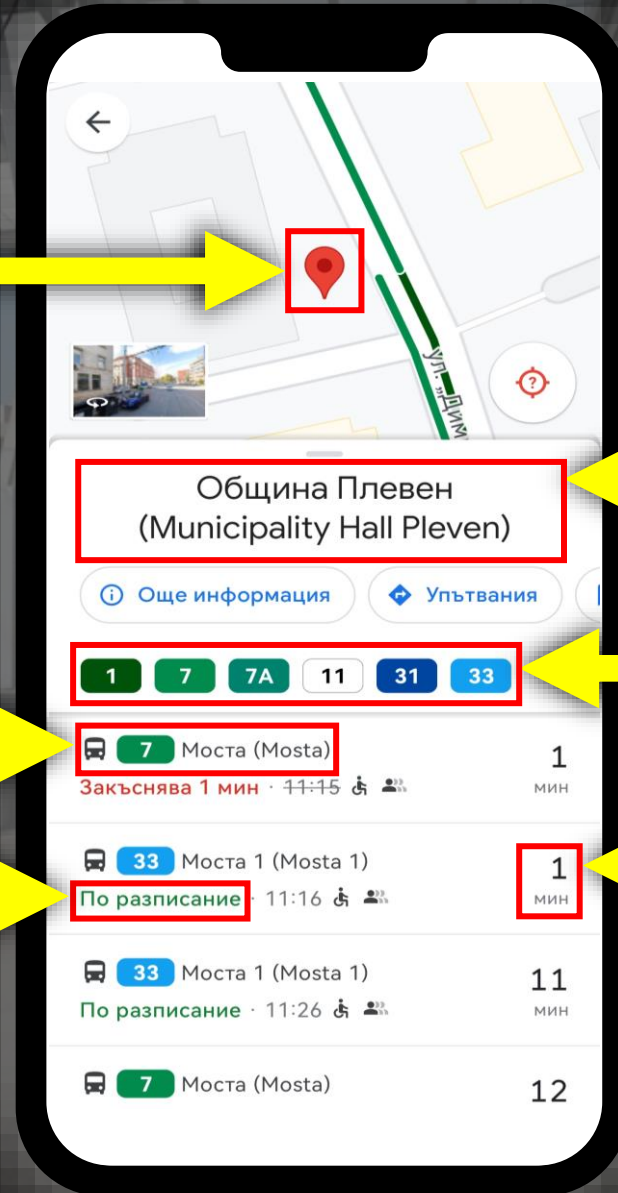 ул. „Дим
Община Плевен
(Municipality Hall Pleven)
Още информация
Упътвания
1 7 7A 11 31 33
7 Моста (Mosta)
1
Закъснява 1 мин · 11:15
мин
33 Моста 1 (Mosta 1)
1
По разписание · 11:16
мин
33 Моста 1 (Mosta 1)
11
По разписание · 11:26
мин
7 Моста (Mosta)
12